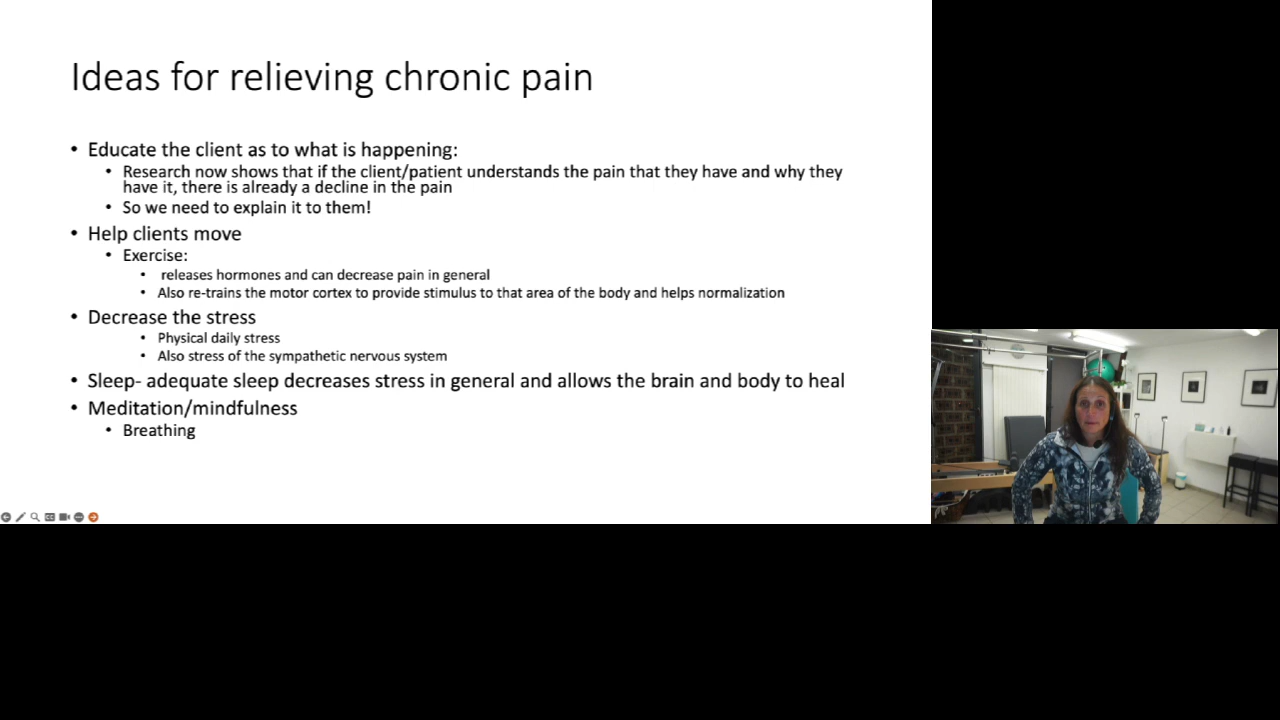 Ideas for relieving chronic pain
• Educate the client as to what is happening:
• Research now shows that if the client/patient understands the pain that they have and why they
have it, there is already a decline in the pain
• So we need to explain it to them!
• Help clients move
• Exercise:
• releases hormones and can decrease pain in general
• Also re-trains the motor cortex to provide stimulus to that area of the body and helps normalization
• Decrease the stress
• Physical daily stress
• Also stress of the sympathetic nervous system
• Sleep- adequate sleep decreases stress in general and allows the brain and body to heal
• Meditation/mindfulness
• Breathing